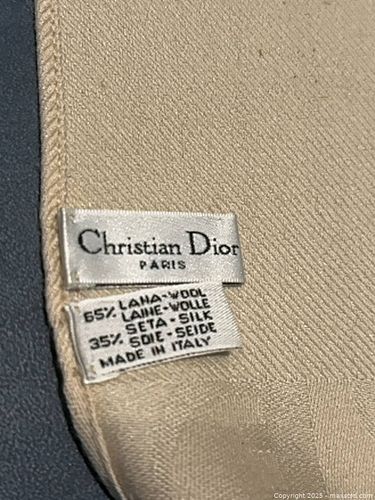 Christian Dior
PARIS
65% LANA-WOOL
LAINE-WOLLE
SETA-SILK
35% SOIE-SEIDE
MADE IN ITALY
Copyright 2025 - maxsold.com